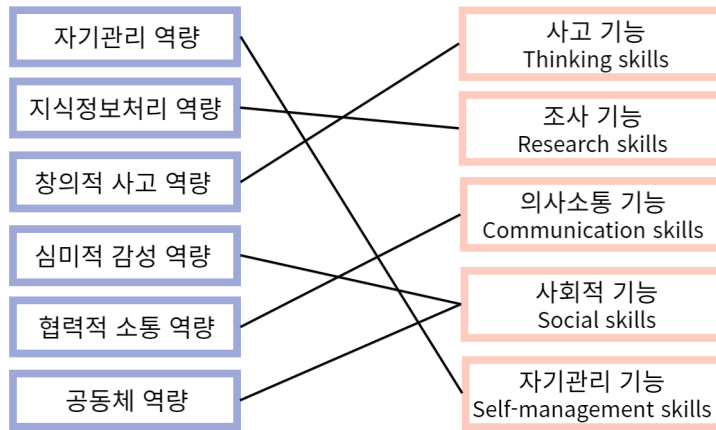 자기관리 역량
지식정보처리 역량
창의적 사고 역량
심미적 감성 역량
협력적 소통 역량
공동체 역량
사고 기능
Thinking skills
조사 기능
Research skills
의사소통 기능
Communication skills
사회적 기능
Social skills
자기관리 기능
Self-management skills